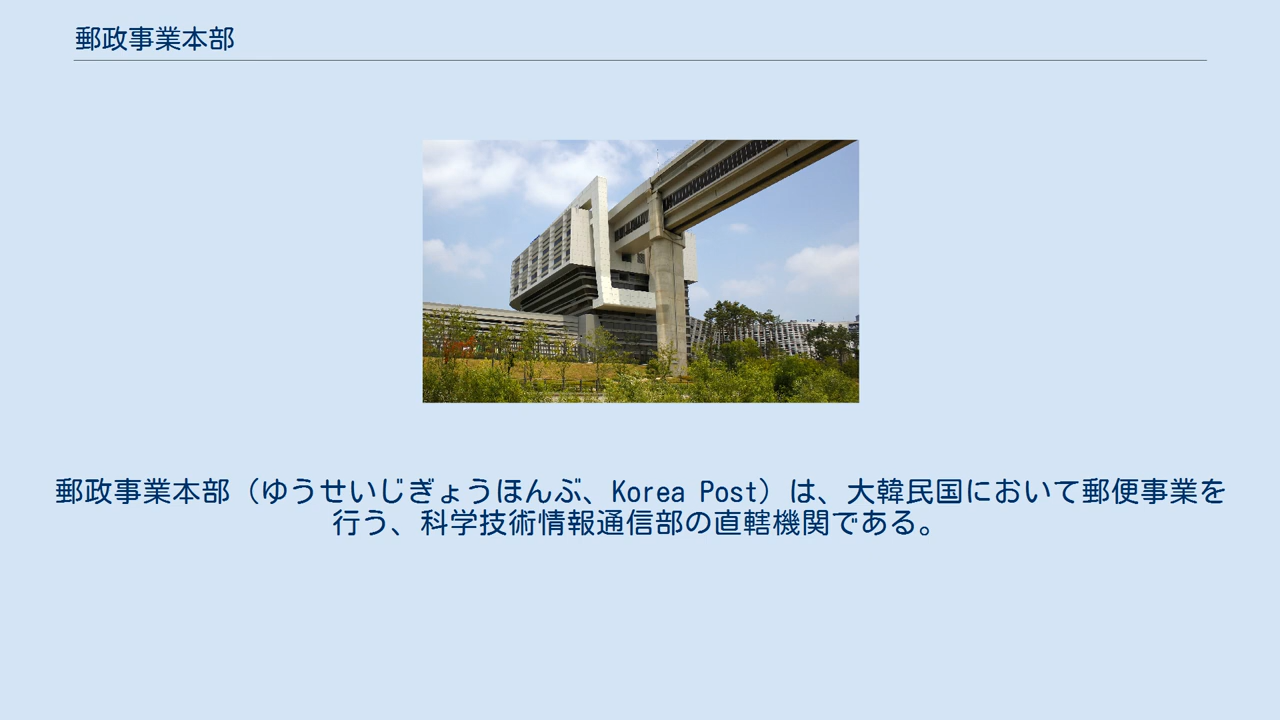 郵政事業本部
郵政事業本部（ゆうせいじぎょうほんぶ、Korea Post）は、大韓民国において郵便事業を
行う、科学技術情報通信部の直轄機関である。